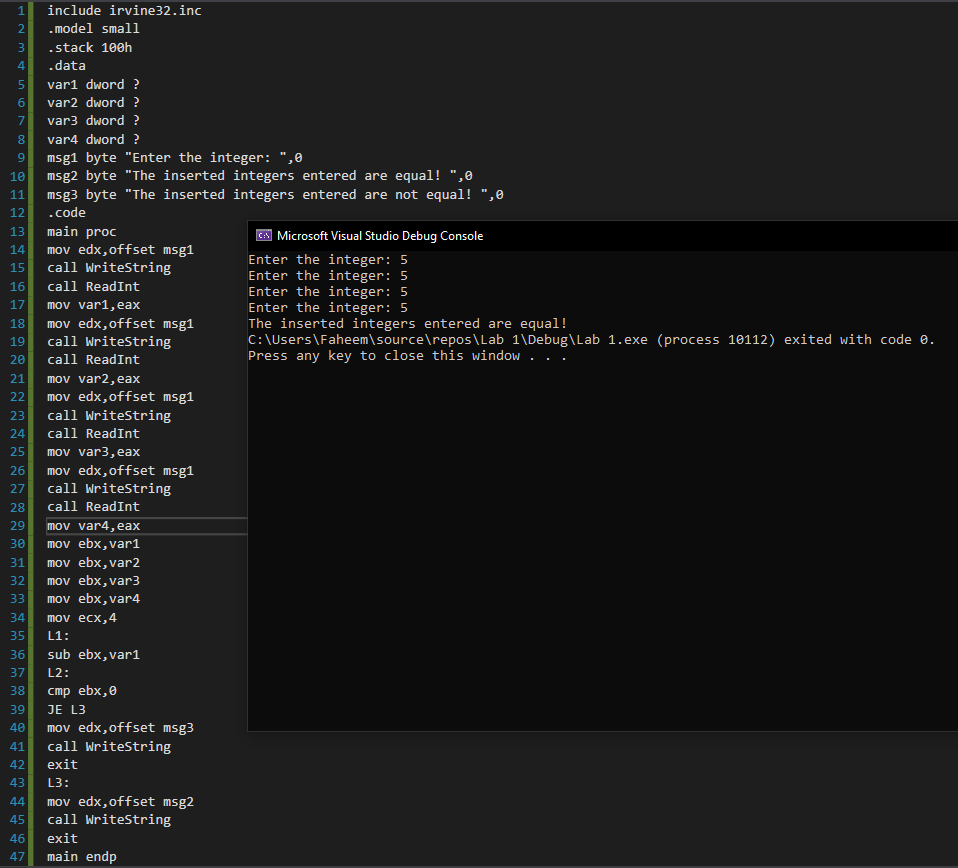 1 include irvine32.inc
2 .model small
3 .stack 100h
4 .data
5 var1 dword ?
6 var2 dword ?
7 var3 dword ?
8 var4 dword ?
9 msg1 byte "Enter the integer: ",0
10 msg2 byte "The inserted integers entered are equal! ",0
11 msg3 byte "The inserted integers entered are not equal! ",0
12 .code
13 main proc
14 mov edx,offset msg1
15 call WriteString
16 call ReadInt
17 mov var1,eax
18 mov edx,offset msg1
19 call WriteString
20 call ReadInt
21 mov var2,eax
22 mov edx,offset msg1
23 call WriteString
24 call ReadInt
25 mov var3,eax
26 mov edx,offset msg1
27 call WriteString
28 call ReadInt
29 mov var4,eax
30 mov ebx,var1
31 mov ebx,var2
32 mov ebx,var3
33 mov ebx,var4
34 mov ecx,4
35 L1:
36 sub ebx,var1
37 L2:
38 cmp ebx,0
39 JE L3
40 mov edx,offset msg3
41 call WriteString
42 exit
43 L3:
44 mov edx,offset msg2
45 call WriteString
46 exit
47 main endp
Microsoft Visual Studio Debug Console
Enter the integer: 5
Enter the integer: 5
Enter the integer: 5
Enter the integer: 5
The inserted integers entered are equal!
C:\Users\Faheem\source\repos\Lab 1\Debug\Lab 1.exe (process 10112) exited with code 0.
Press any key to close this window . . .